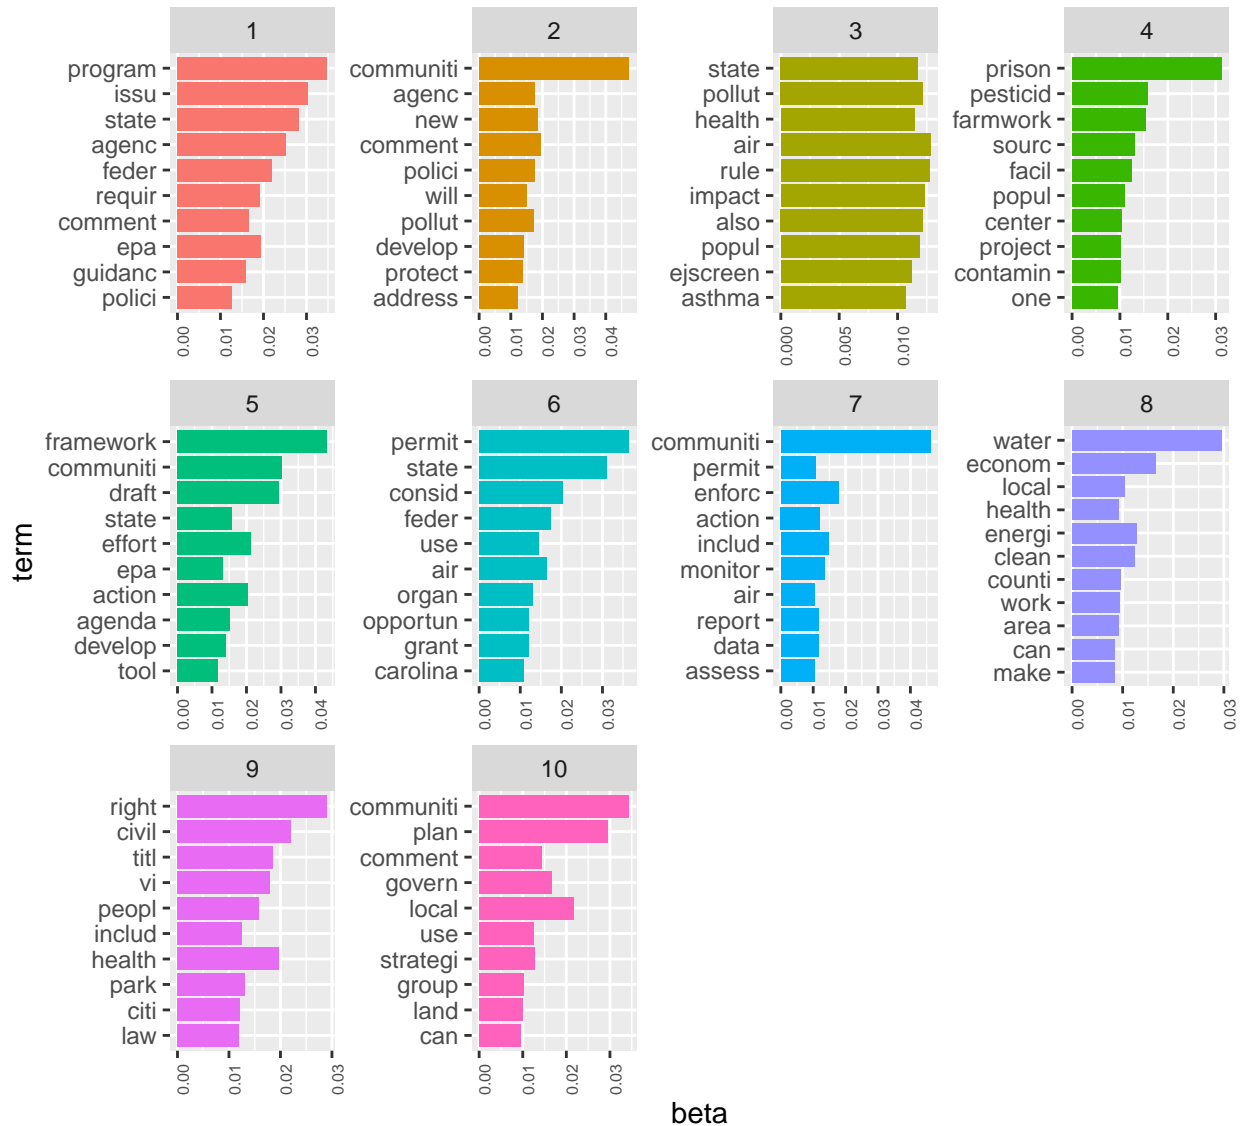 1
program
issu
state
agenc
feder
requir
comment
epa
guidanc
polici
0.00 0.01 0.02 0.03
2
communiti
agenc
new
comment
polici
will
pollut
develop
protect
address
0.00 0.01 0.02 0.03 0.04
3
state
pollut
health
air
rule
impact
also
popul
ejscreen
asthma
0.000 0.005 0.010
4
prison
pesticid
farmwork
sourc
facil
popul
center
project
contamin
one
0.00 0.01 0.02 0.03
5
framework
communiti
draft
state
effort
epa
action
agenda
develop
tool
0.00 0.01 0.02 0.03 0.04
6
permit
state
consid
feder
use
air
organ
opportun
grant
carolina
0.00 0.01 0.02 0.03
7
communiti
permit
enforc
action
includ
monitor
air
report
data
assess
0.00 0.01 0.02 0.03 0.04
8
water
econom
local
health
energi
clean
counti
work
area
can
make
0.00 0.01 0.02 0.03
9
right
civil
titl
vi
peopl
includ
health
park
citi
law
0.00 0.01 0.02 0.03
10
communiti
plan
comment
govern
local
use
strategi
group
land
can
0.00 0.01 0.02 0.03
term
beta